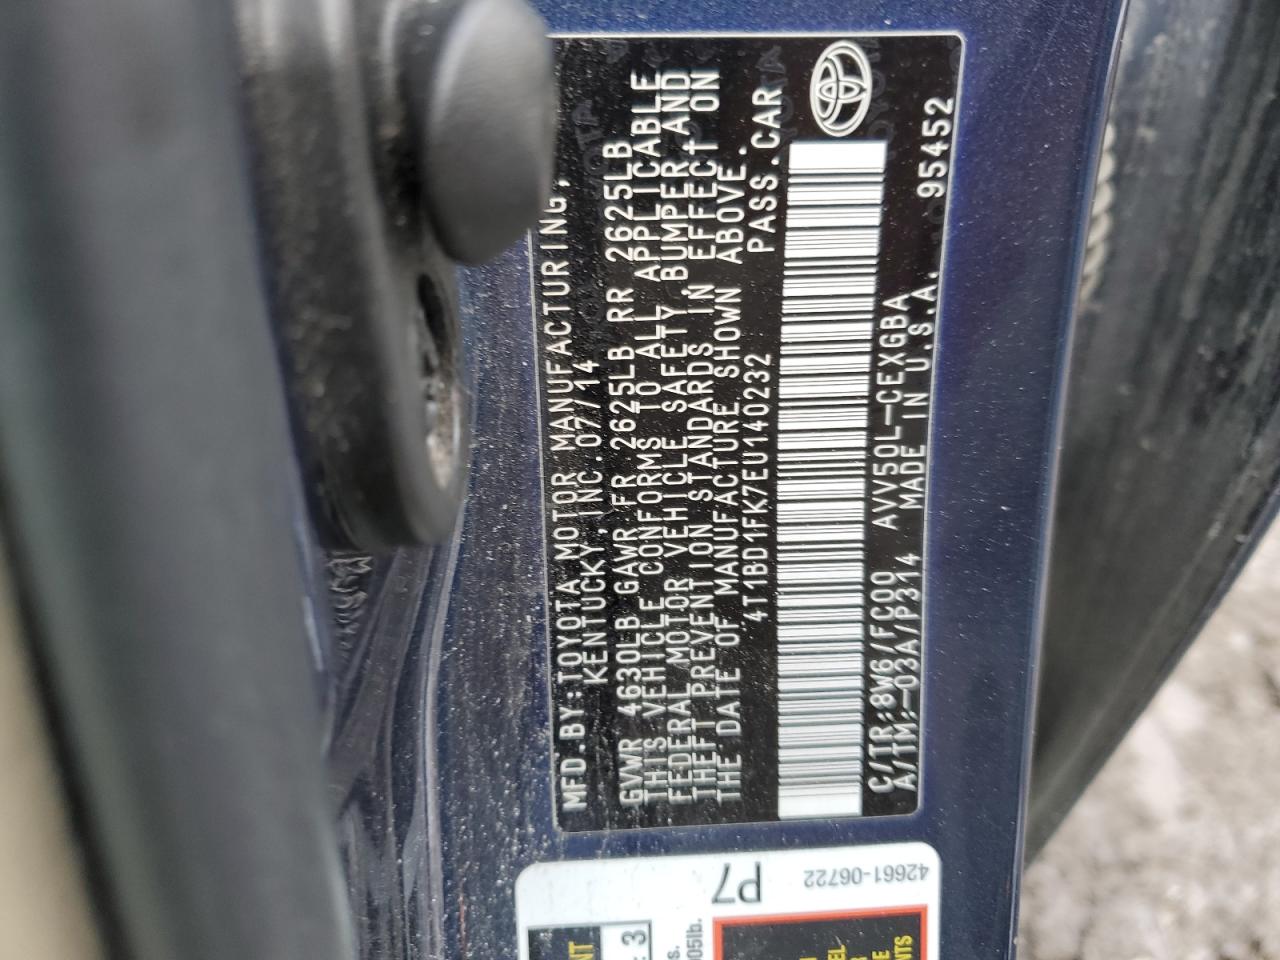 MFD.BY:TOYOTA MOTOR MANUFACTURING,
KENTUCKY, INC. 07/14
GVWR 4630LB GAWR FR 2625LB RR 2625LB
THIS VEHICLE CONFORMS TO ALL APPLICABLE
FEDERAL MOTOR VEHICLE SAFETY, BUMPER, AND
THEFT PREVENTION STANDARDS IN EFFECT ON
THE DATE OF MANUFACTURE SHOWN ABOVE.
4T1BD1FK7EU140232 PASS.CAR
C/TR:8W6/FC00 AVV50L-CEXGBA
A/TM:-03A/P314 MADE IN U.S.A. 95452
P7
42661-06722
3
005lb.